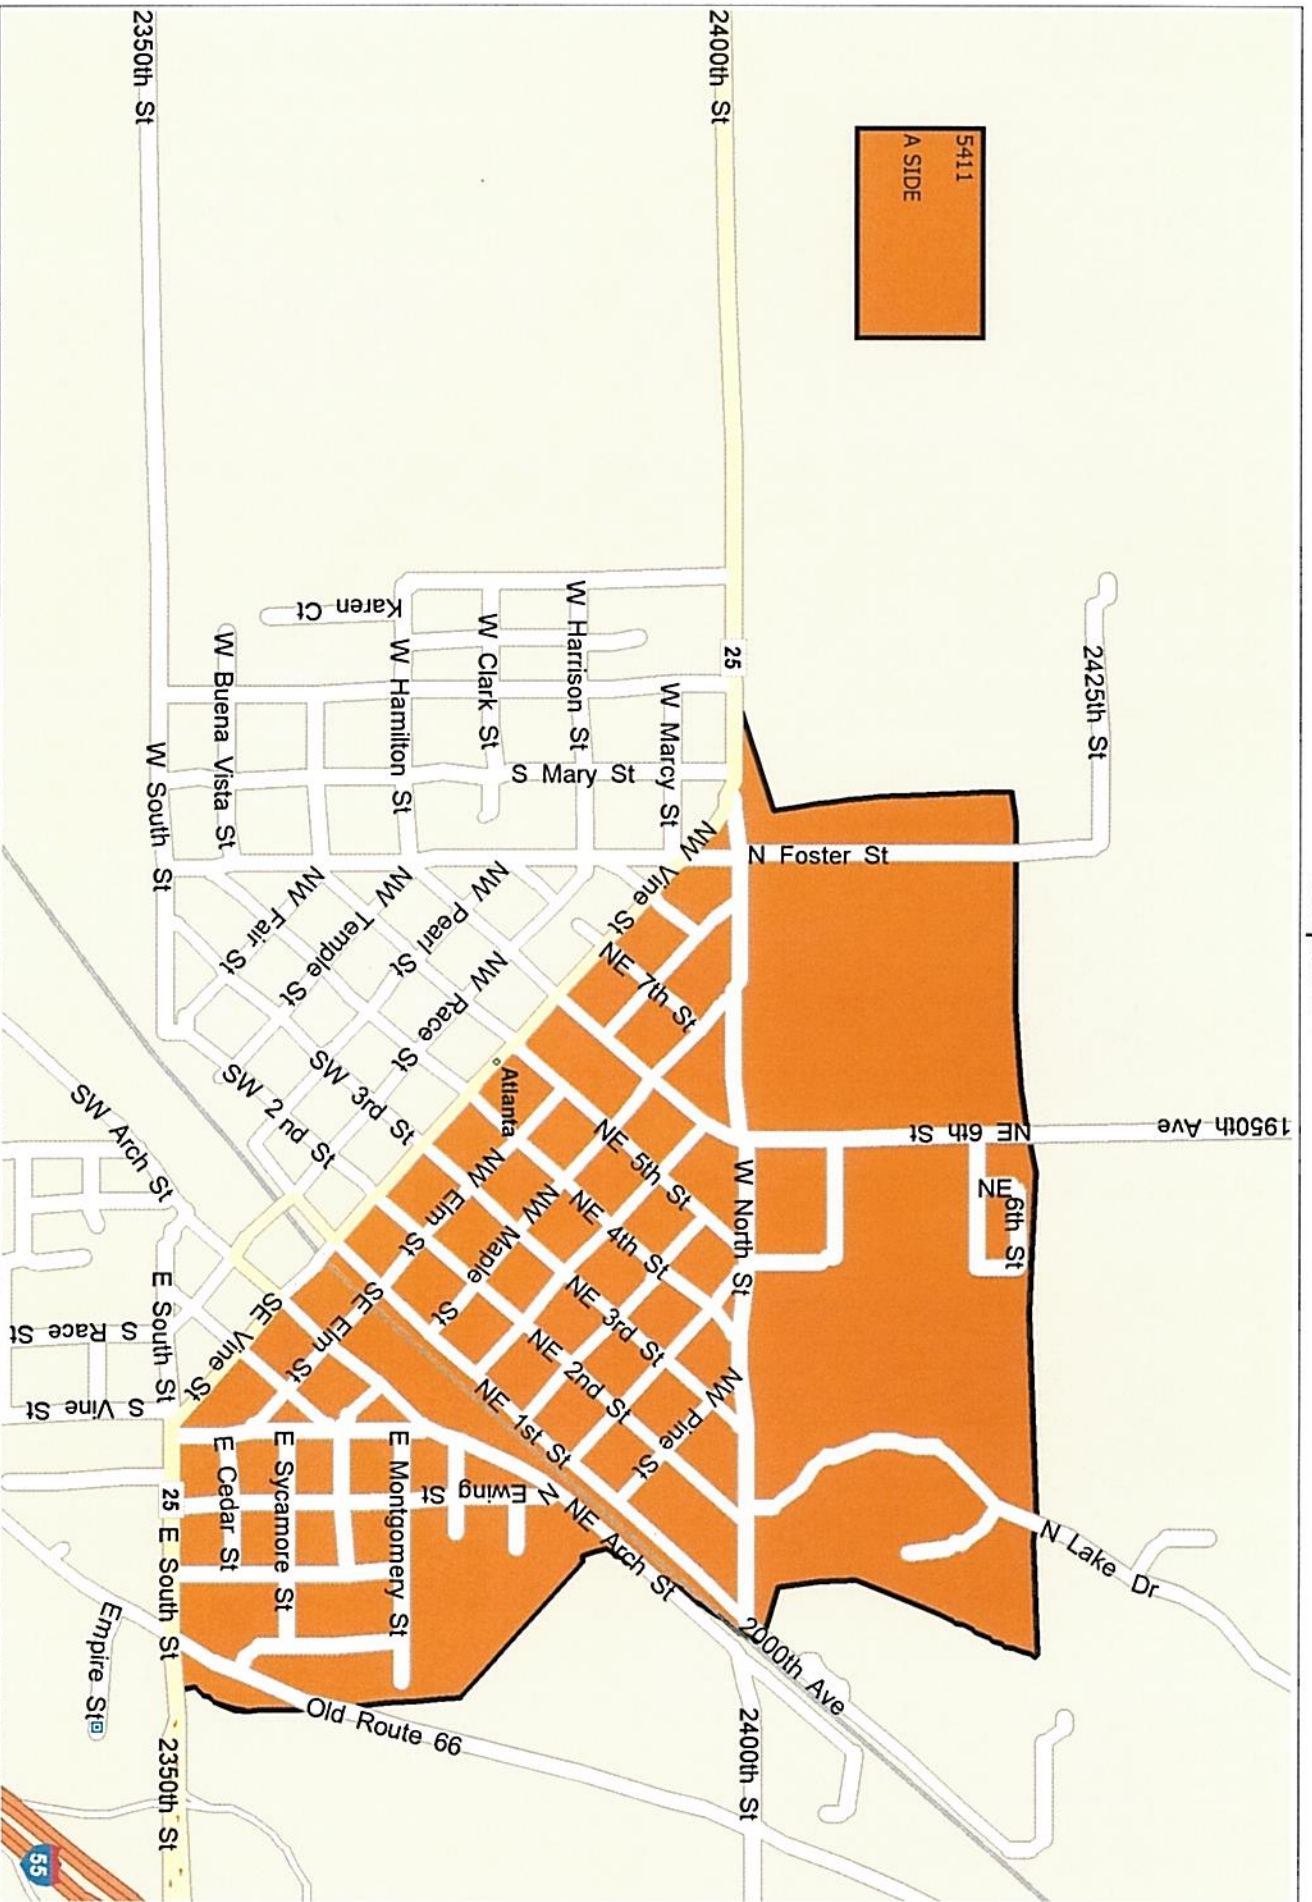 5411
A SIDE
2400th St
2350th St
2425th St
25
Karen Ct
W Harrison St
W Clark St
W Hamilton St
W Buena Vista St
W Marcy St
S Mary St
W South St
N Foster St
NW Vine St
NW Pearl St
NW Temple St
NW Fair St
NW Race St
NE 7th St
SW 3rd St
SW 2nd St
SW Arch St
Atlanta
1950th Ave
NE 6th St
NE 6th St
W North St
NE 5th St
NE 4th St
NE 3rd St
NE 2nd St
NE 1st St
NW Elm St
NW Maple St
NW Pine St
SE Elm St
SE Vine St
E South St
S Race St
S Vine St
E Montgomery St
E Sycamore St
E Cedar St
Ewing St
N
NE Arch St
N Lake Dr
25
E South St
Empire St
Old Route 66
2000th Ave
2400th St
2350th St
55